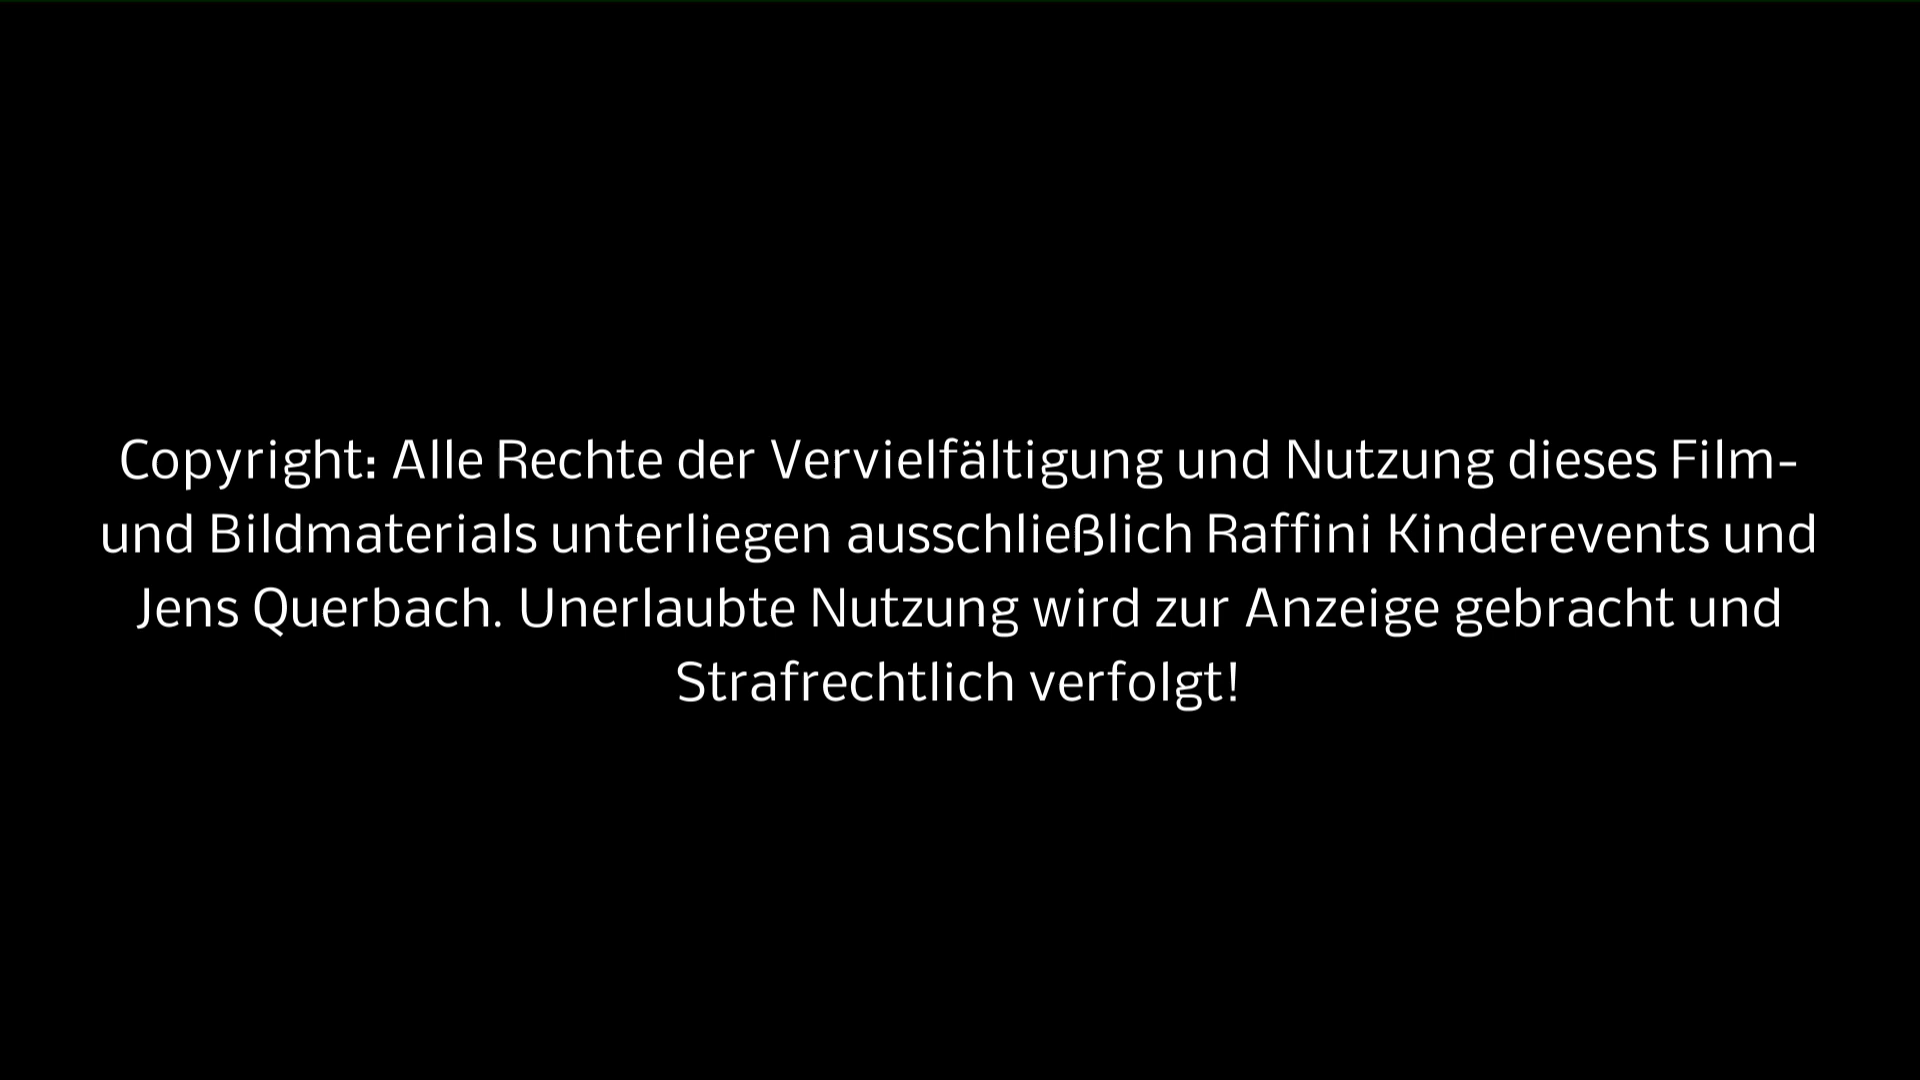 Copyright: Alle Rechte der Vervielfältigung und Nutzung dieses Film-
und Bildmaterials unterliegen ausschließlich Raffini Kinderevents und
Jens Querbach. Unerlaubte Nutzung wird zur Anzeige gebracht und
Strafrechtlich verfolgt!